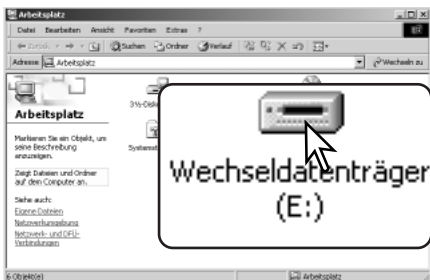 Arbeitsplatz
Datei Bearbeiten Ansicht Favoriten Extras ?
Zurück Suchen Ordner Verlauf
Adresse Arbeitsplatz Wechseln zu
Arbeitsplatz
Markieren Sie ein Objekt, um
seine Beschreibung
anzuzeigen.
Zeigt Dateien und Ordner
auf dem Computer an.
Siehe auch:
Eigene Dateien
Netzwerkumgebung
Netzwerk- und DFÜ-
Verbindungen
3½-Disk
Systemst
Wechseldatenträger
(E:)
6 Objekt(e) Arbeitsplatz